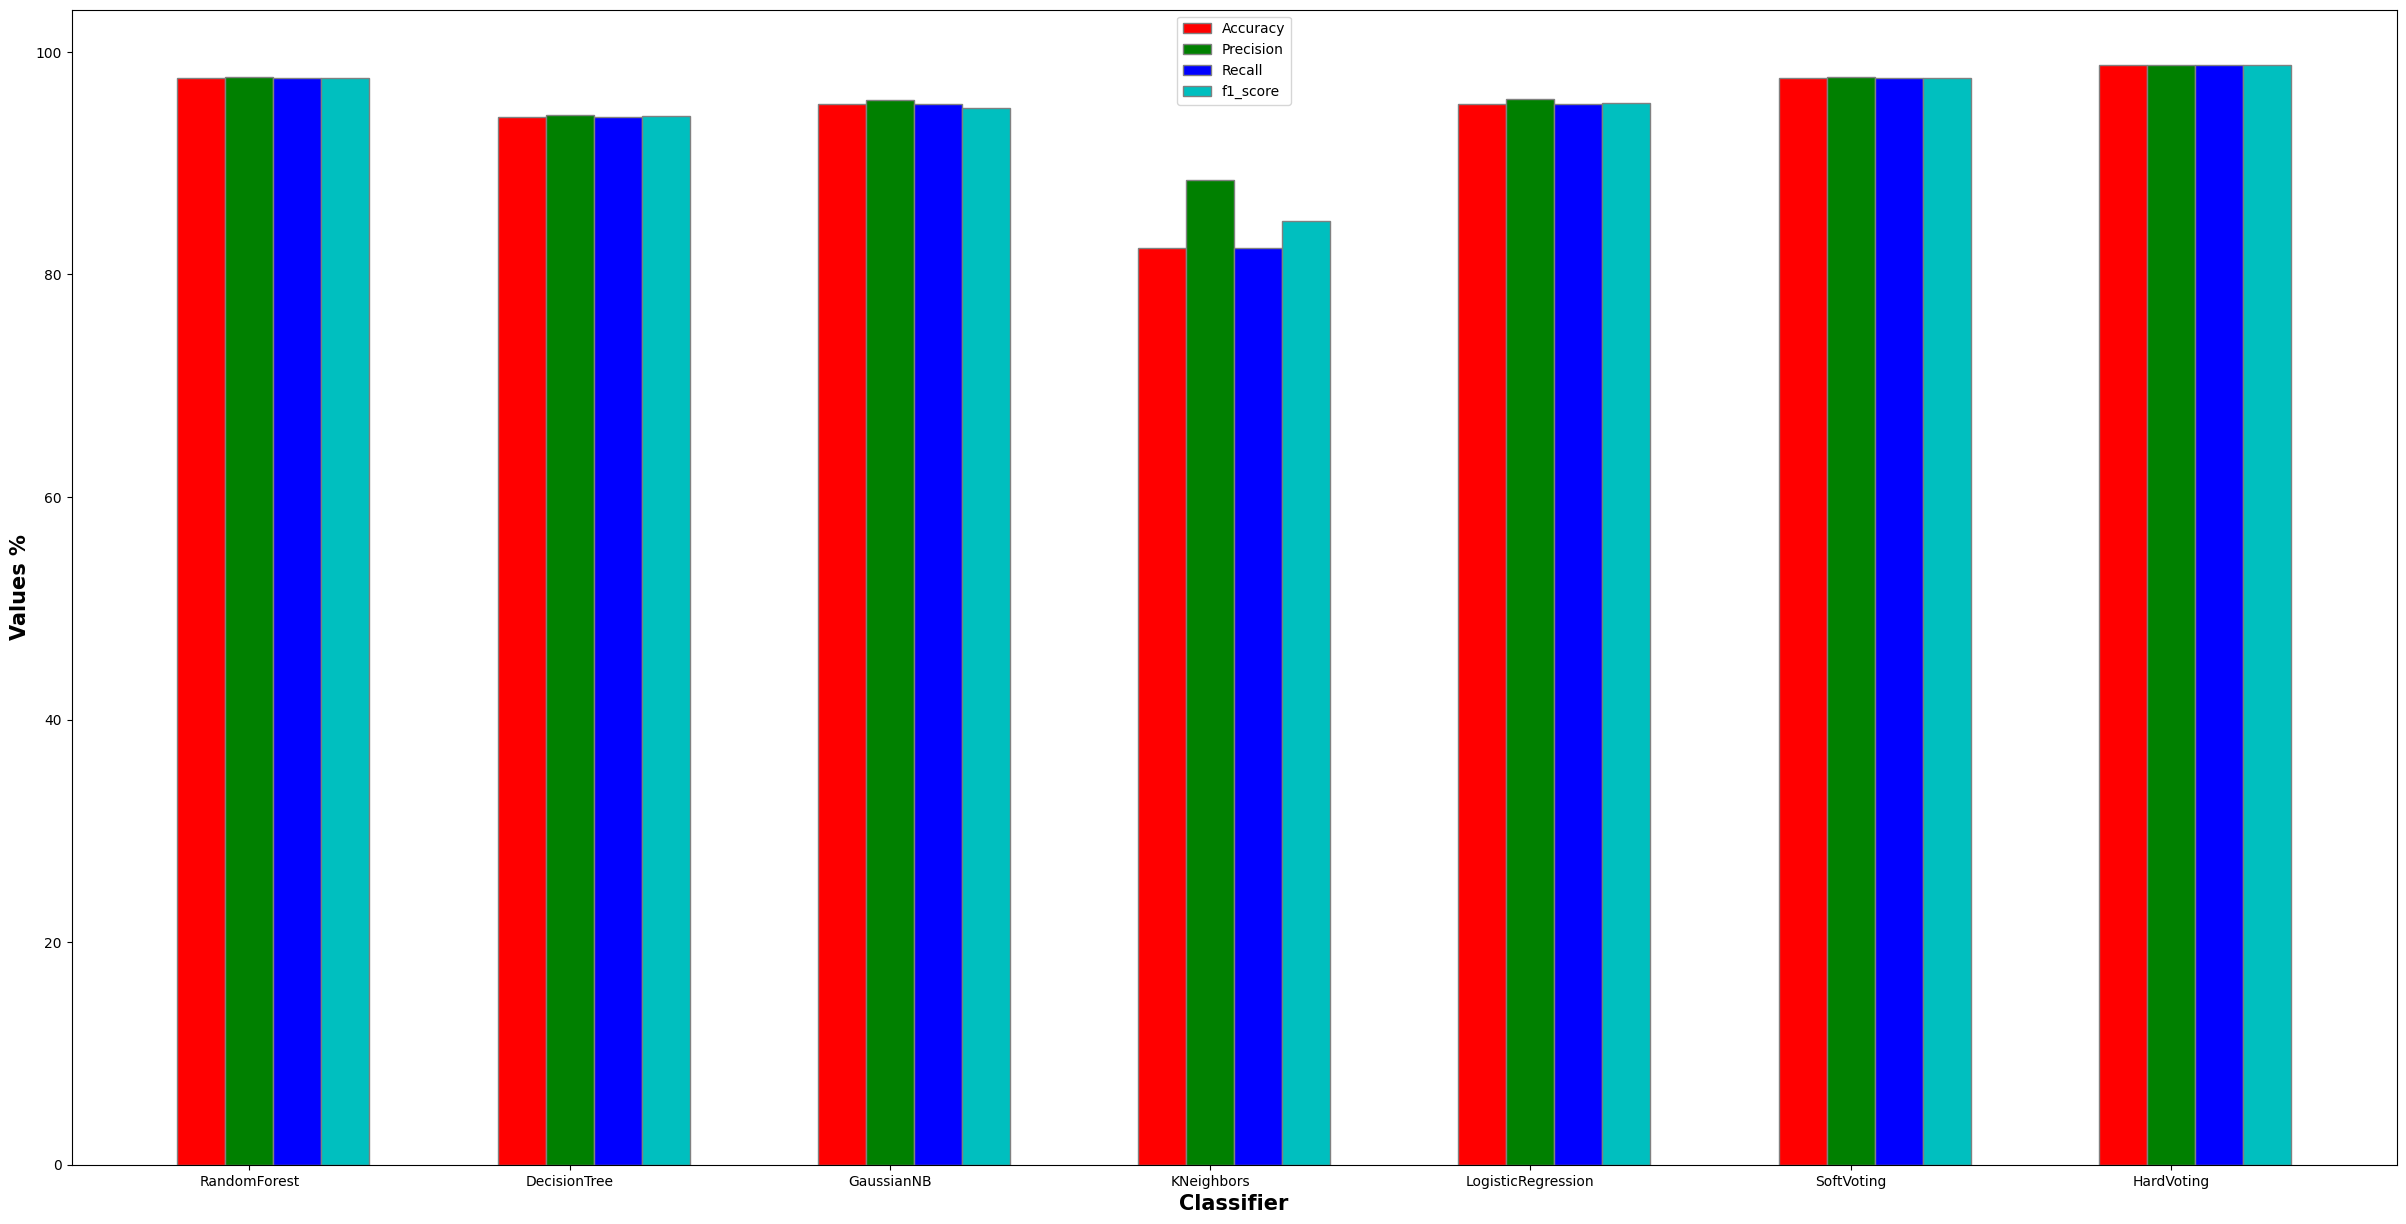 Accuracy
Precision
Recall
f1_score
100
80
60
40
20
0
Values %
RandomForest DecisionTree GaussianNB KNeighbors LogisticRegression SoftVoting HardVoting
Classifier